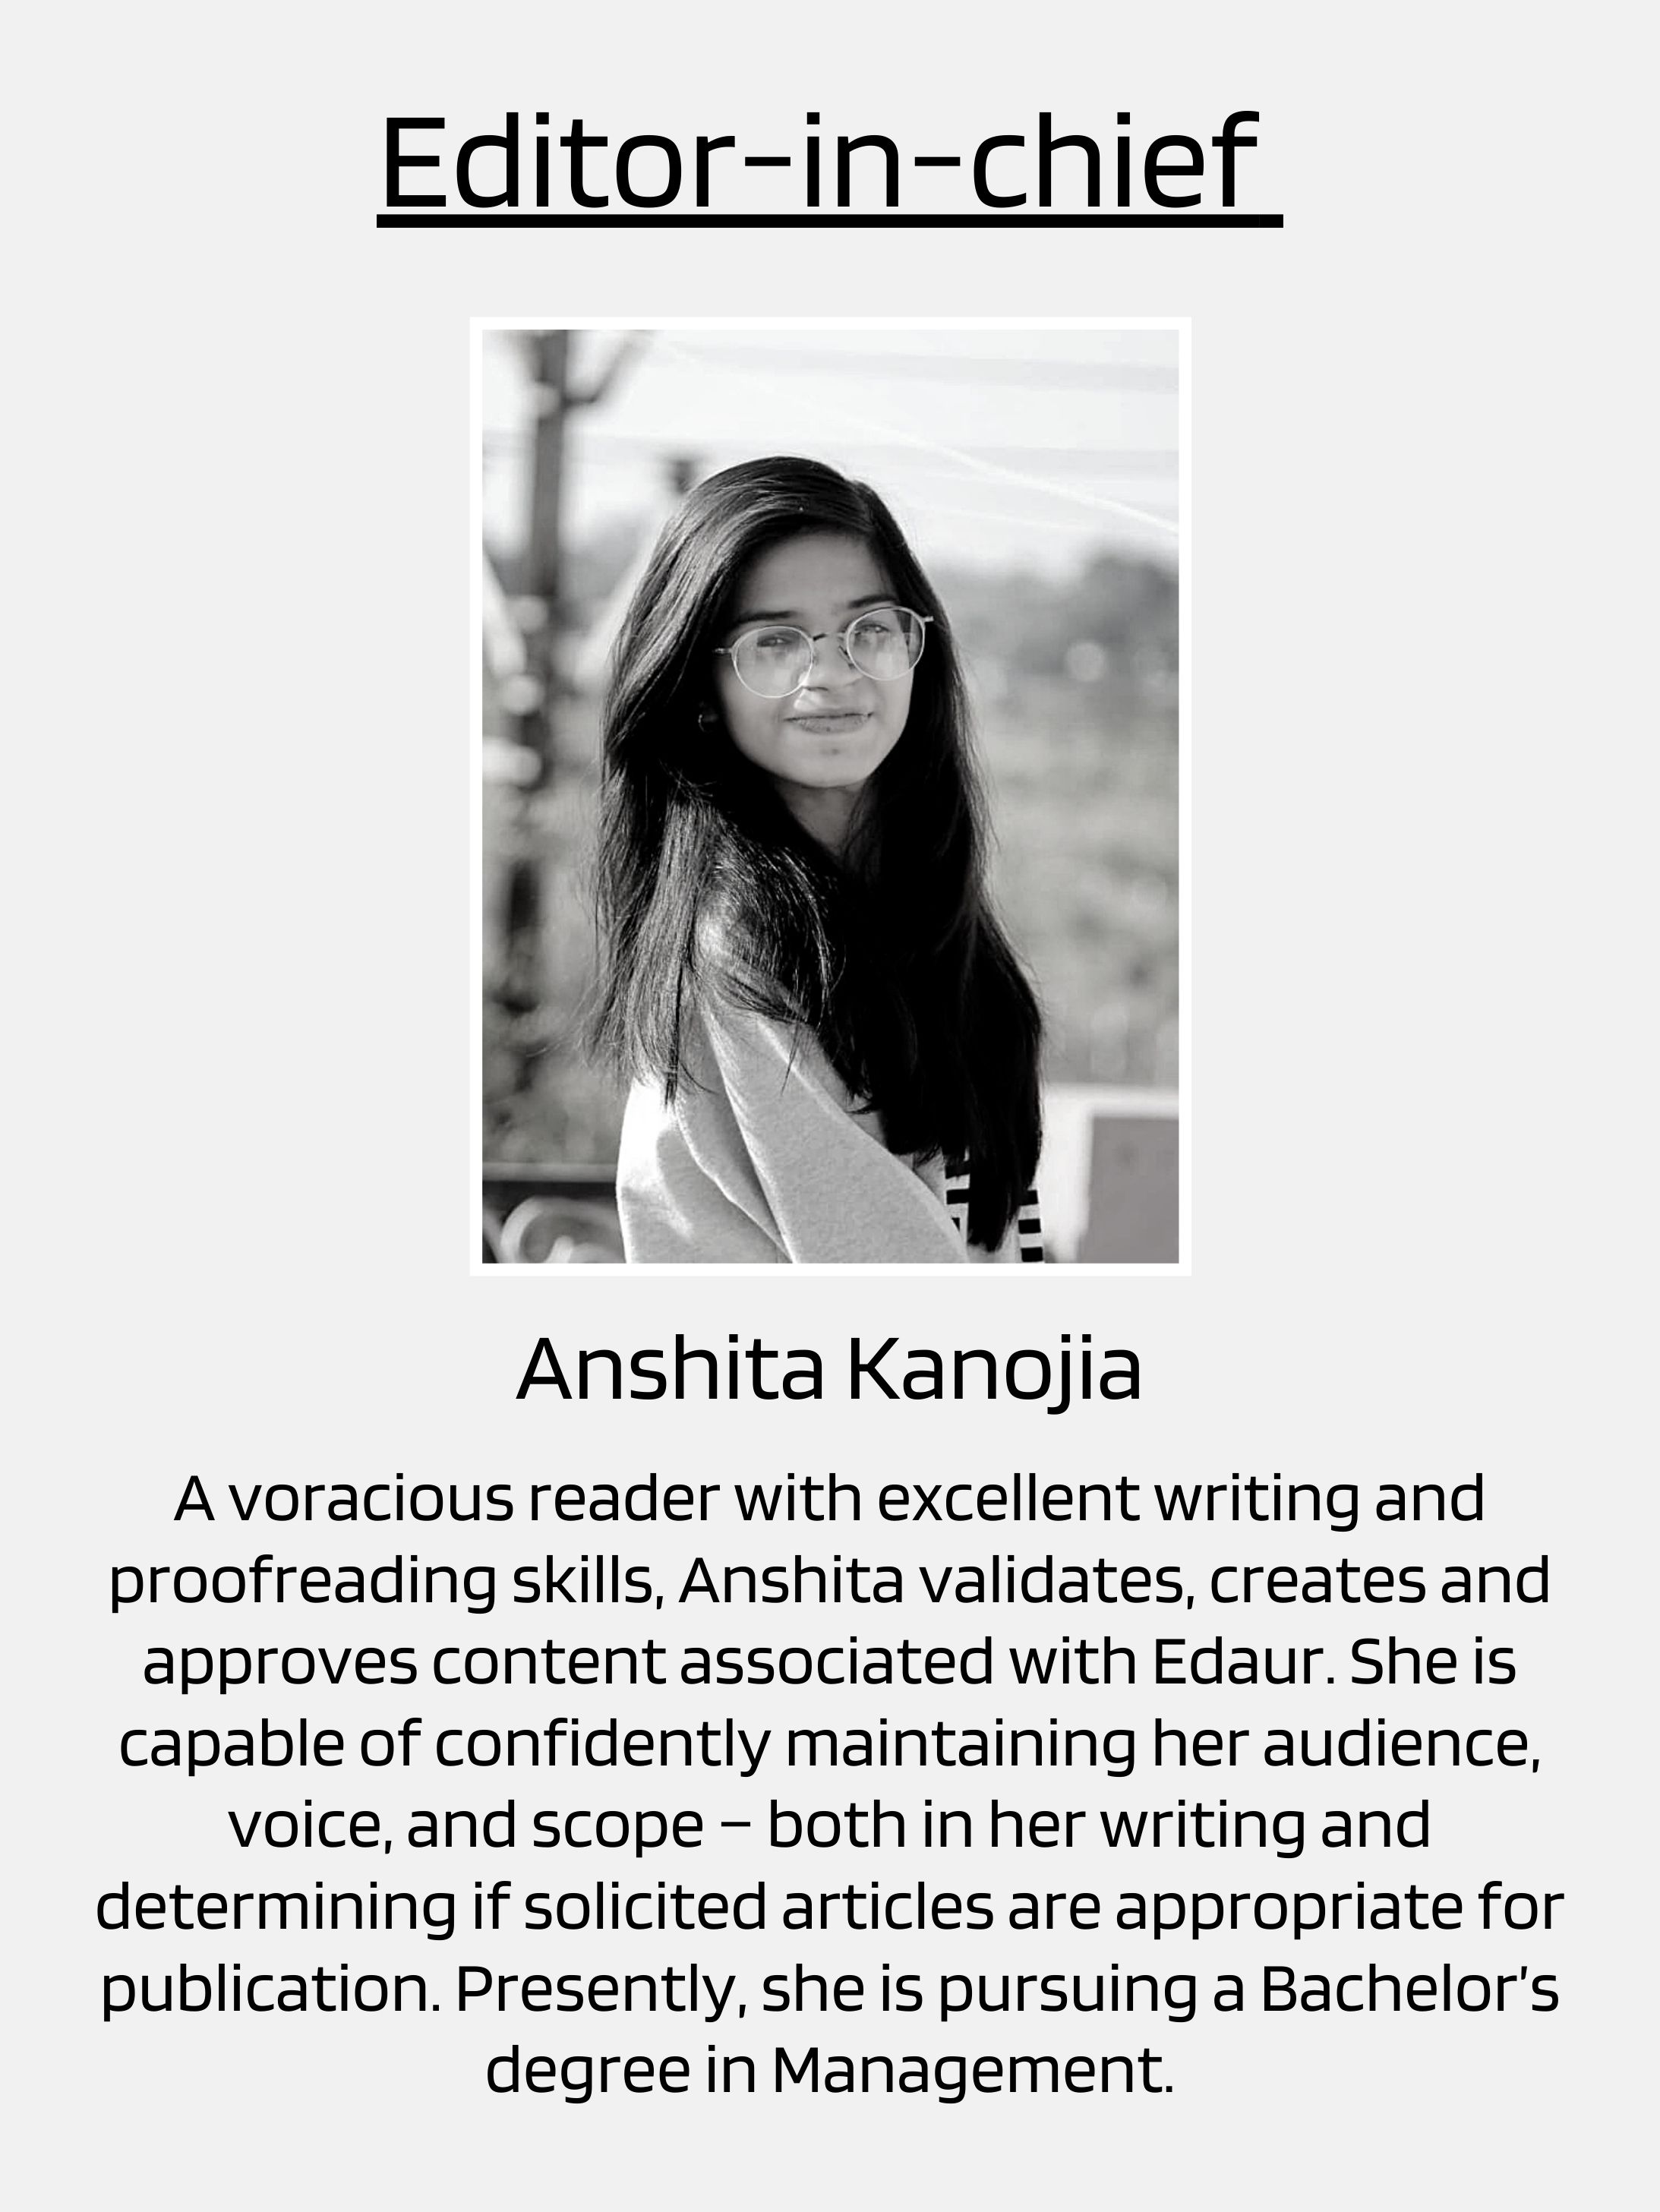 Editor-in-chief
Anshita Kanojia
A voracious reader with excellent writing and
proofreading skills, Anshita validates, creates and
approves content associated with Edaur. She is
capable of confidently maintaining her audience,
voice, and scope – both in her writing and
determining if solicited articles are appropriate for
publication. Presently, she is pursuing a Bachelor's
degree in Management.